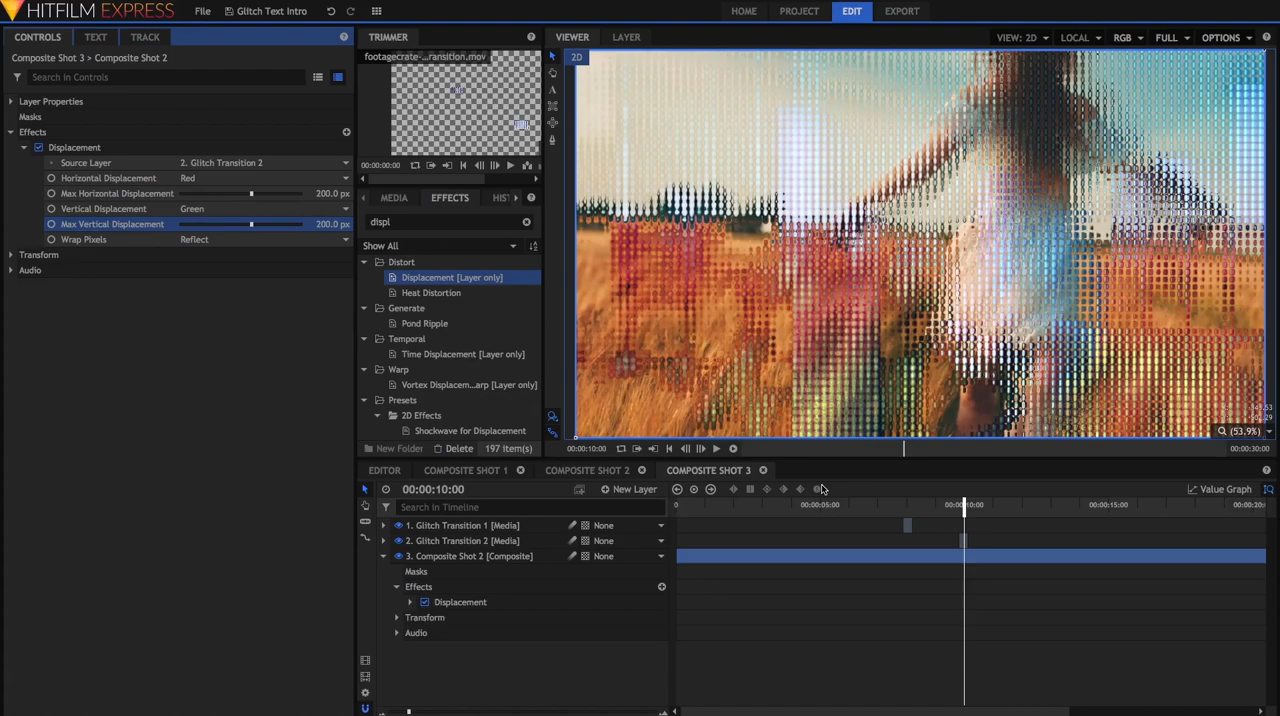 HITFILM EXPRESS File Glitch Text Intro HOME PROJECT EDIT EXPORT
CONTROLS TEXT TRACK
Composite Shot 3 > Composite Shot 2
Search in Controls
Layer Properties
Masks
Effects
Displacement
Source Layer 2. Glitch Transition 2
Horizontal Displacement Red
Max Horizontal Displacement 200.0 px
Vertical Displacement Green
Max Vertical Displacement 200.0 px
Wrap Pixels Reflect
Transform
Audio
TRIMMER
footagecrate-...ransition.mov
00:00:00:00
MEDIA EFFECTS HIST
displ
Show All
Distort
Displacement [Layer only]
Heat Distortion
Generate
Pond Ripple
Temporal
Time Displacement [Layer only]
Warp
Vortex Displacem...arp [Layer only]
Presets
2D Effects
Shockwave for Displacement
New Folder Delete 197 item(s)
VIEWER LAYER VIEW: 2D LOCAL RGB FULL OPTIONS
2D
(53.9%)
00:00:10:00 00:00:30:00
EDITOR COMPOSITE SHOT 1 COMPOSITE SHOT 2 COMPOSITE SHOT 3
00:00:10:00 New Layer Value Graph
Search in Timeline 0 00:00:05:00 00:00:10:00 00:00:15:00 00:00:20:0
1. Glitch Transition 1 [Media] None
2. Glitch Transition 2 [Media] None
3. Composite Shot 2 [Composite] None
Masks
Effects
Displacement
Transform
Audio